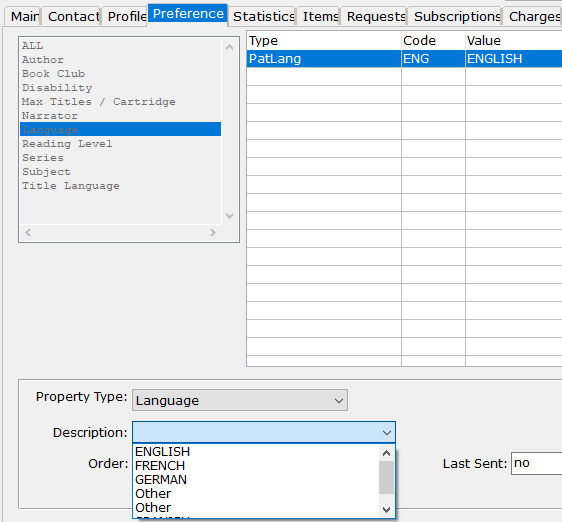 Main Contact Profile Preference Statistics Items Requests Subscriptions Charges
ALL
Author
Book Club
Disability
Max Titles / Cartridge
Narrator
Language
Reading Level
Series
Subject
Title Language
Type Code Value
PatLang ENG ENGLISH
Property Type: Language
Description:
ENGLISH
FRENCH
GERMAN
Other
Other
Order:
Last Sent: no